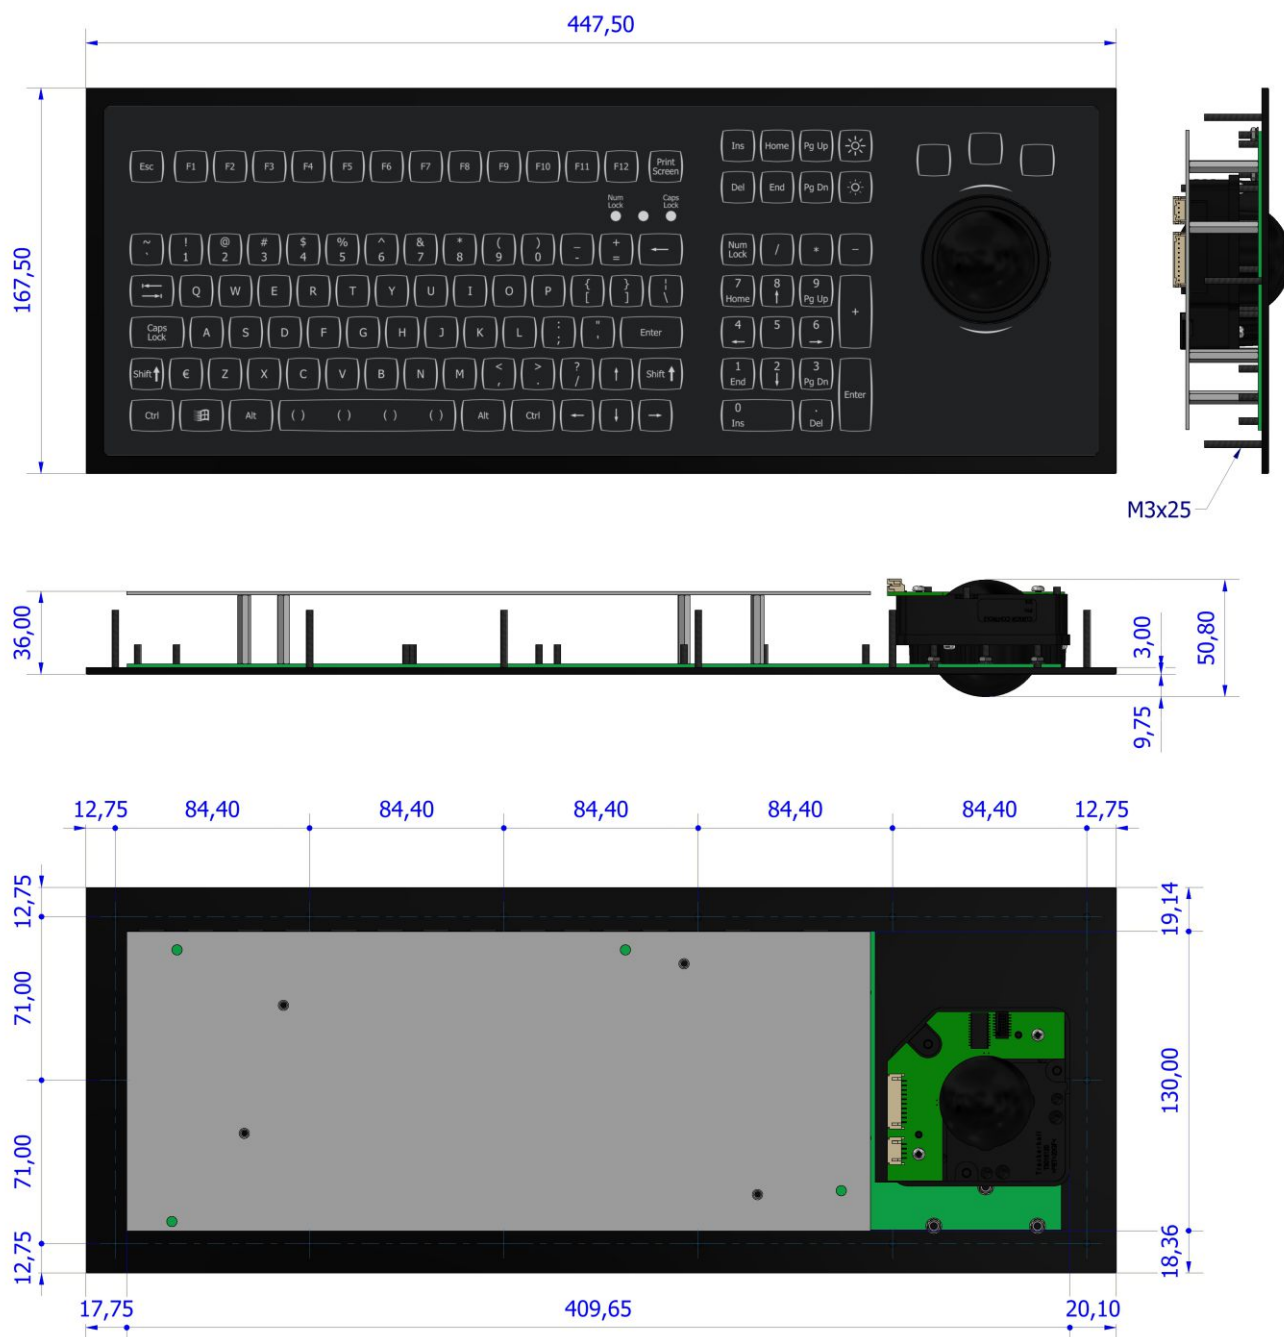 447,50
167,50
Esc F1 F2 F3 F4 F5 F6 F7 F8 F9 F10 F11 F12 Print Screen
Ins Home Pg Up
Del End Pg Dn
Num Lock Caps Lock
~ ` ! 1 @ 2 # 3 $ 4 % 5 ^ 6 & 7 * 8 ( 9 ) 0 _ - + = ←
Num Lock / * −
Q W E R T Y U I O P { [ } ] ¦ \
7 Home 8 ↑ 9 Pg Up +
Caps Lock A S D F G H J K L : ; " ' Enter
4 ← 5 6 →
Shift ↑ € Z X C V B N M < , > . ? / ↑ Shift ↑
1 End 2 ↓ 3 Pg Dn Enter
Ctrl Alt ( ) ( ) ( ) ( ) Alt Ctrl ← ↓ →
0 Ins . Del
M3x25
36,00
3,00
50,80
9,75
12,75 84,40 84,40 84,40 84,40 84,40 12,75
12,75
71,00
71,00
12,75
19,14
130,00
18,36
17,75 409,65 20,10